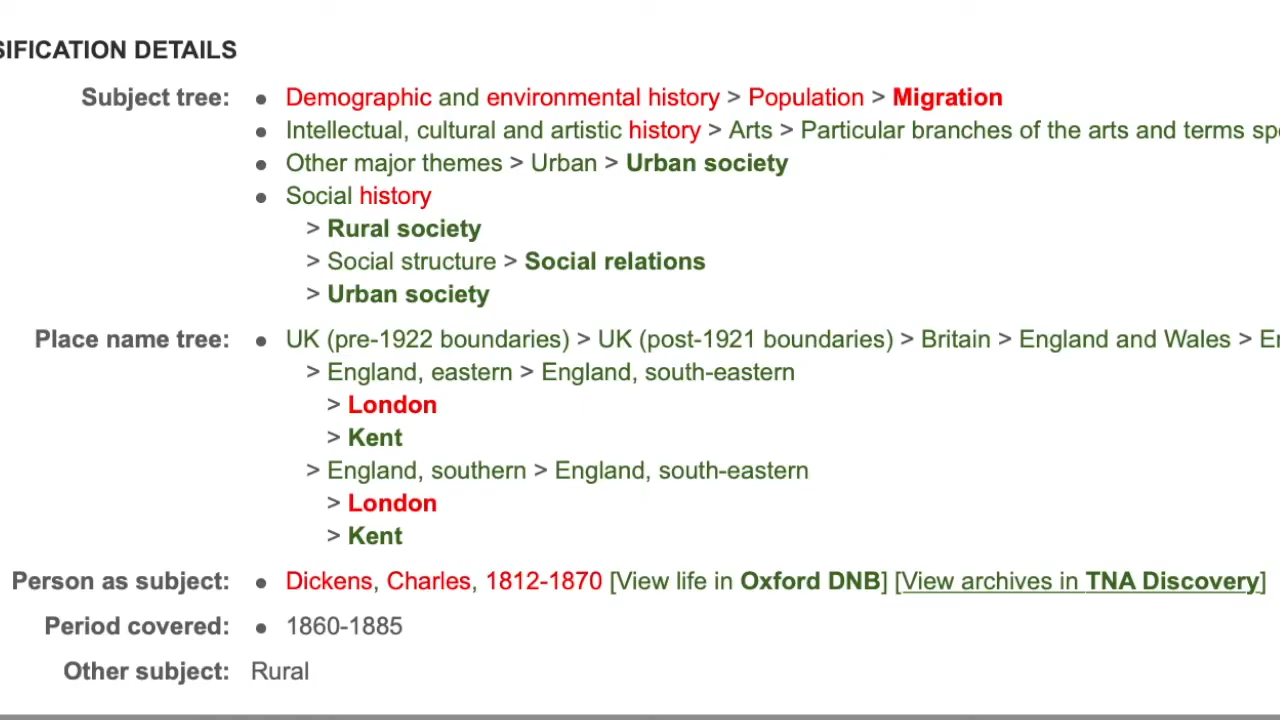 SIFICATION DETAILS
Subject tree: • Demographic and environmental history > Population > Migration
• Intellectual, cultural and artistic history > Arts > Particular branches of the arts and terms sp
• Other major themes > Urban > Urban society
• Social history
> Rural society
> Social structure > Social relations
> Urban society
Place name tree: • UK (pre-1922 boundaries) > UK (post-1921 boundaries) > Britain > England and Wales > En
> England, eastern > England, south-eastern
> London
> Kent
> England, southern > England, south-eastern
> London
> Kent
Person as subject: • Dickens, Charles, 1812-1870 [View life in Oxford DNB] [View archives in TNA Discovery]
Period covered: • 1860-1885
Other subject: Rural